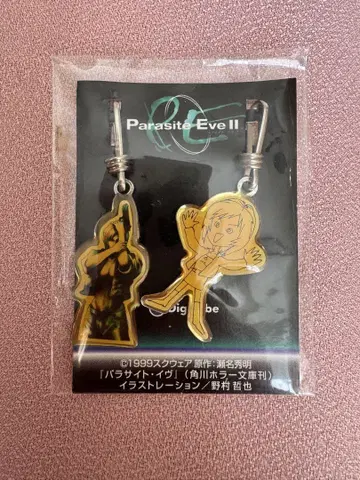 Parasite Eve II
©1999スクウェア 原作:瀬名秀明
『パラサイト・イヴ』(角川ホラー文庫刊)
イラストレーション/野村 哲也